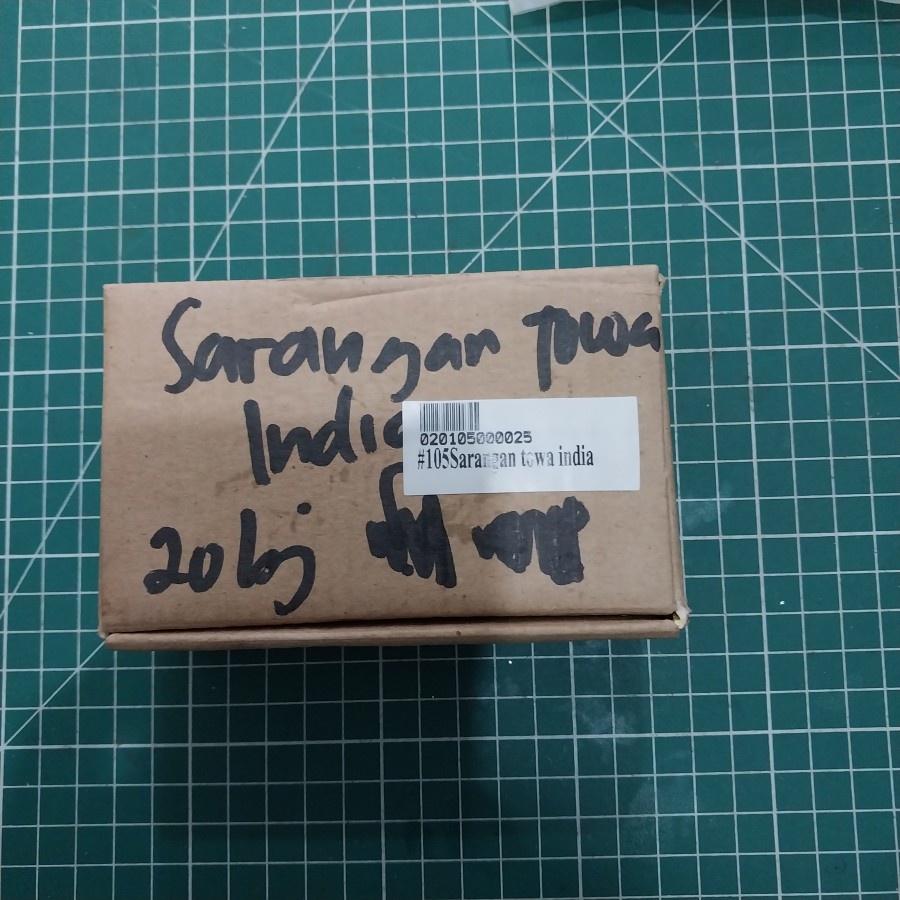 Sarangan towa
India
020105000025
#105Sarangan towa india
20 bj